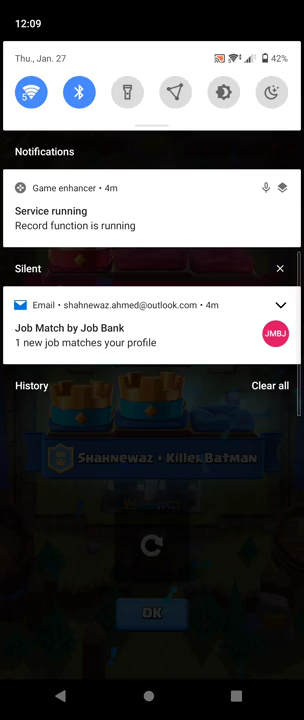 12:09
Thu., Jan. 27
42%
5
Notifications
Game enhancer • 4m
Service running
Record function is running
Silent
Email • shahnewaz.ahmed@outlook.com • 4m
Job Match by Job Bank
1 new job matches your profile
JMBJ
History
Clear all
Shahnewaz + Killer Batman
OK